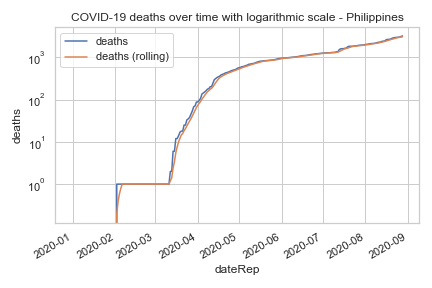 COVID-19 deaths over time with logarithmic scale - Philippines
deaths
deaths (rolling)
10³
10²
10¹
10⁰
deaths
2020-01
2020-02
2020-03
2020-04
2020-05
2020-06
2020-07
2020-08
2020-09
dateRep